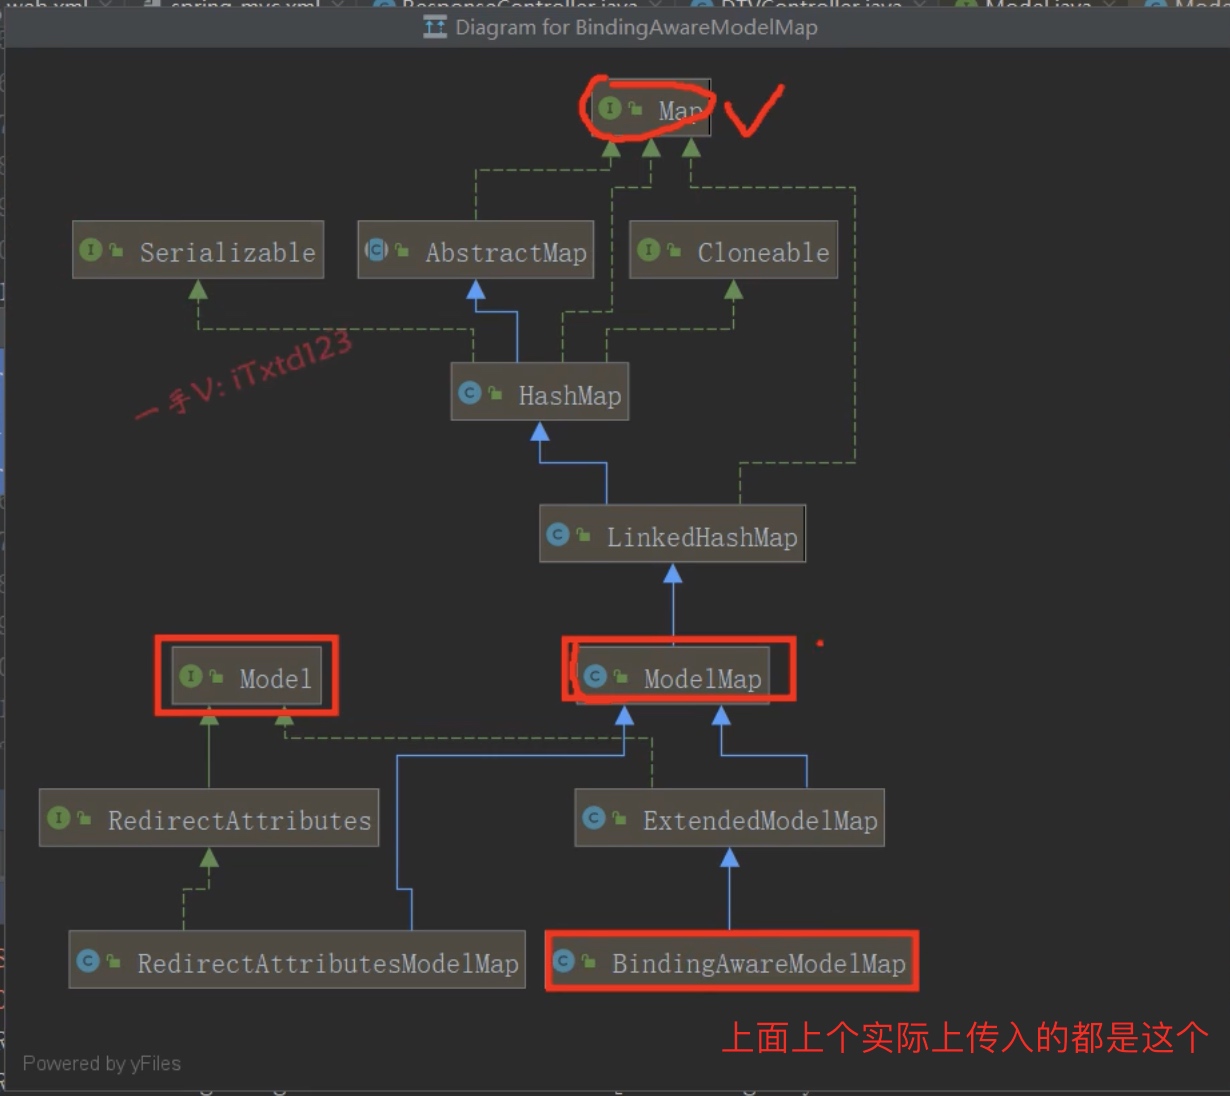 Diagram for BindingAwareModelMap
Map
Serializable
AbstractMap
Cloneable
一手V: iTxtd123
HashMap
LinkedHashMap
Model
ModelMap
RedirectAttributes
ExtendedModelMap
RedirectAttributesModelMap
BindingAwareModelMap
上面上个实际上传入的都是这个
Powered by yFiles